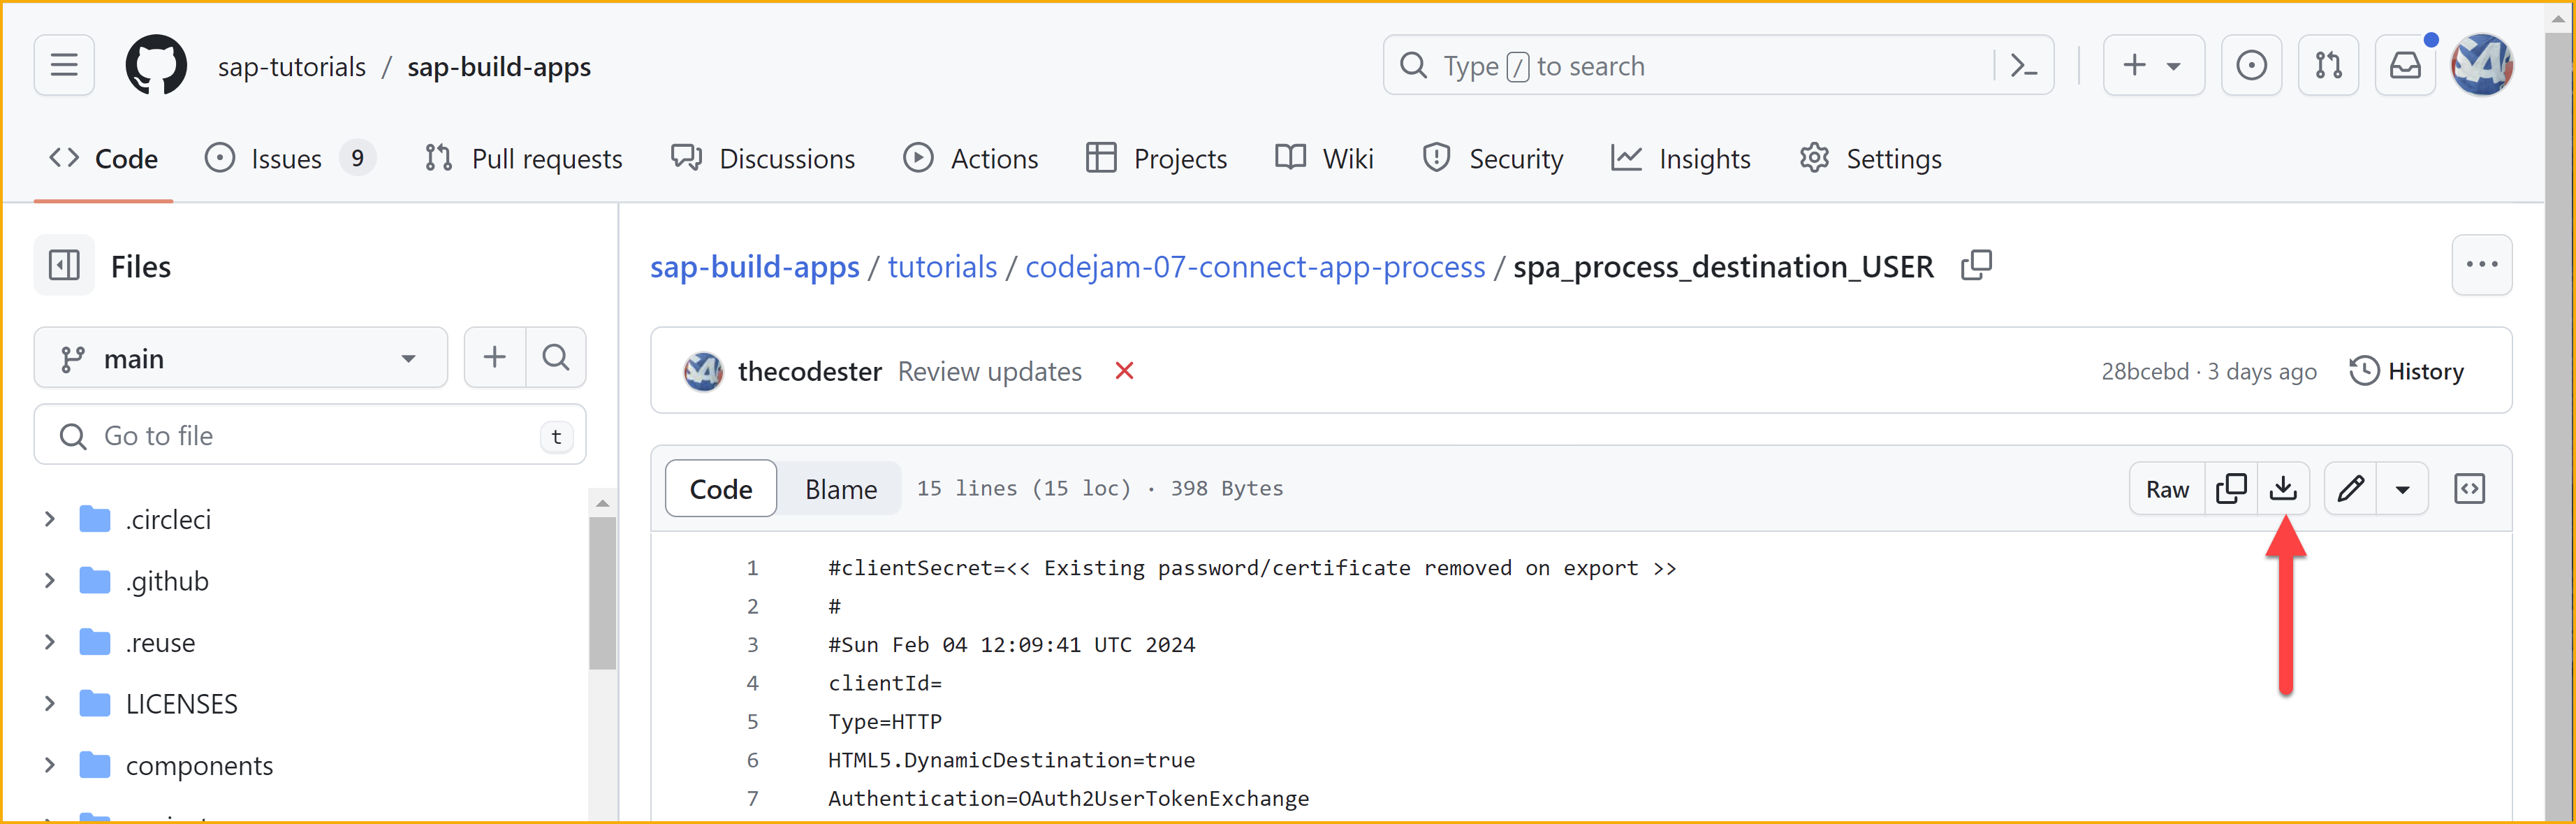 sap-tutorials / sap-build-apps
Type / to search
Code Issues 9 Pull requests Discussions Actions Projects Wiki Security Insights Settings
Files
sap-build-apps / tutorials / codejam-07-connect-app-process / spa_process_destination_USER
main
thecodester Review updates
28bcebd · 3 days ago History
Go to file t
Code Blame 15 lines (15 loc) · 398 Bytes Raw
.circleci
.github
.reuse
LICENSES
components
1 #clientSecret=<< Existing password/certificate removed on export >>
2 #
3 #Sun Feb 04 12:09:41 UTC 2024
4 clientId=
5 Type=HTTP
6 HTML5.DynamicDestination=true
7 Authentication=OAuth2UserTokenExchange